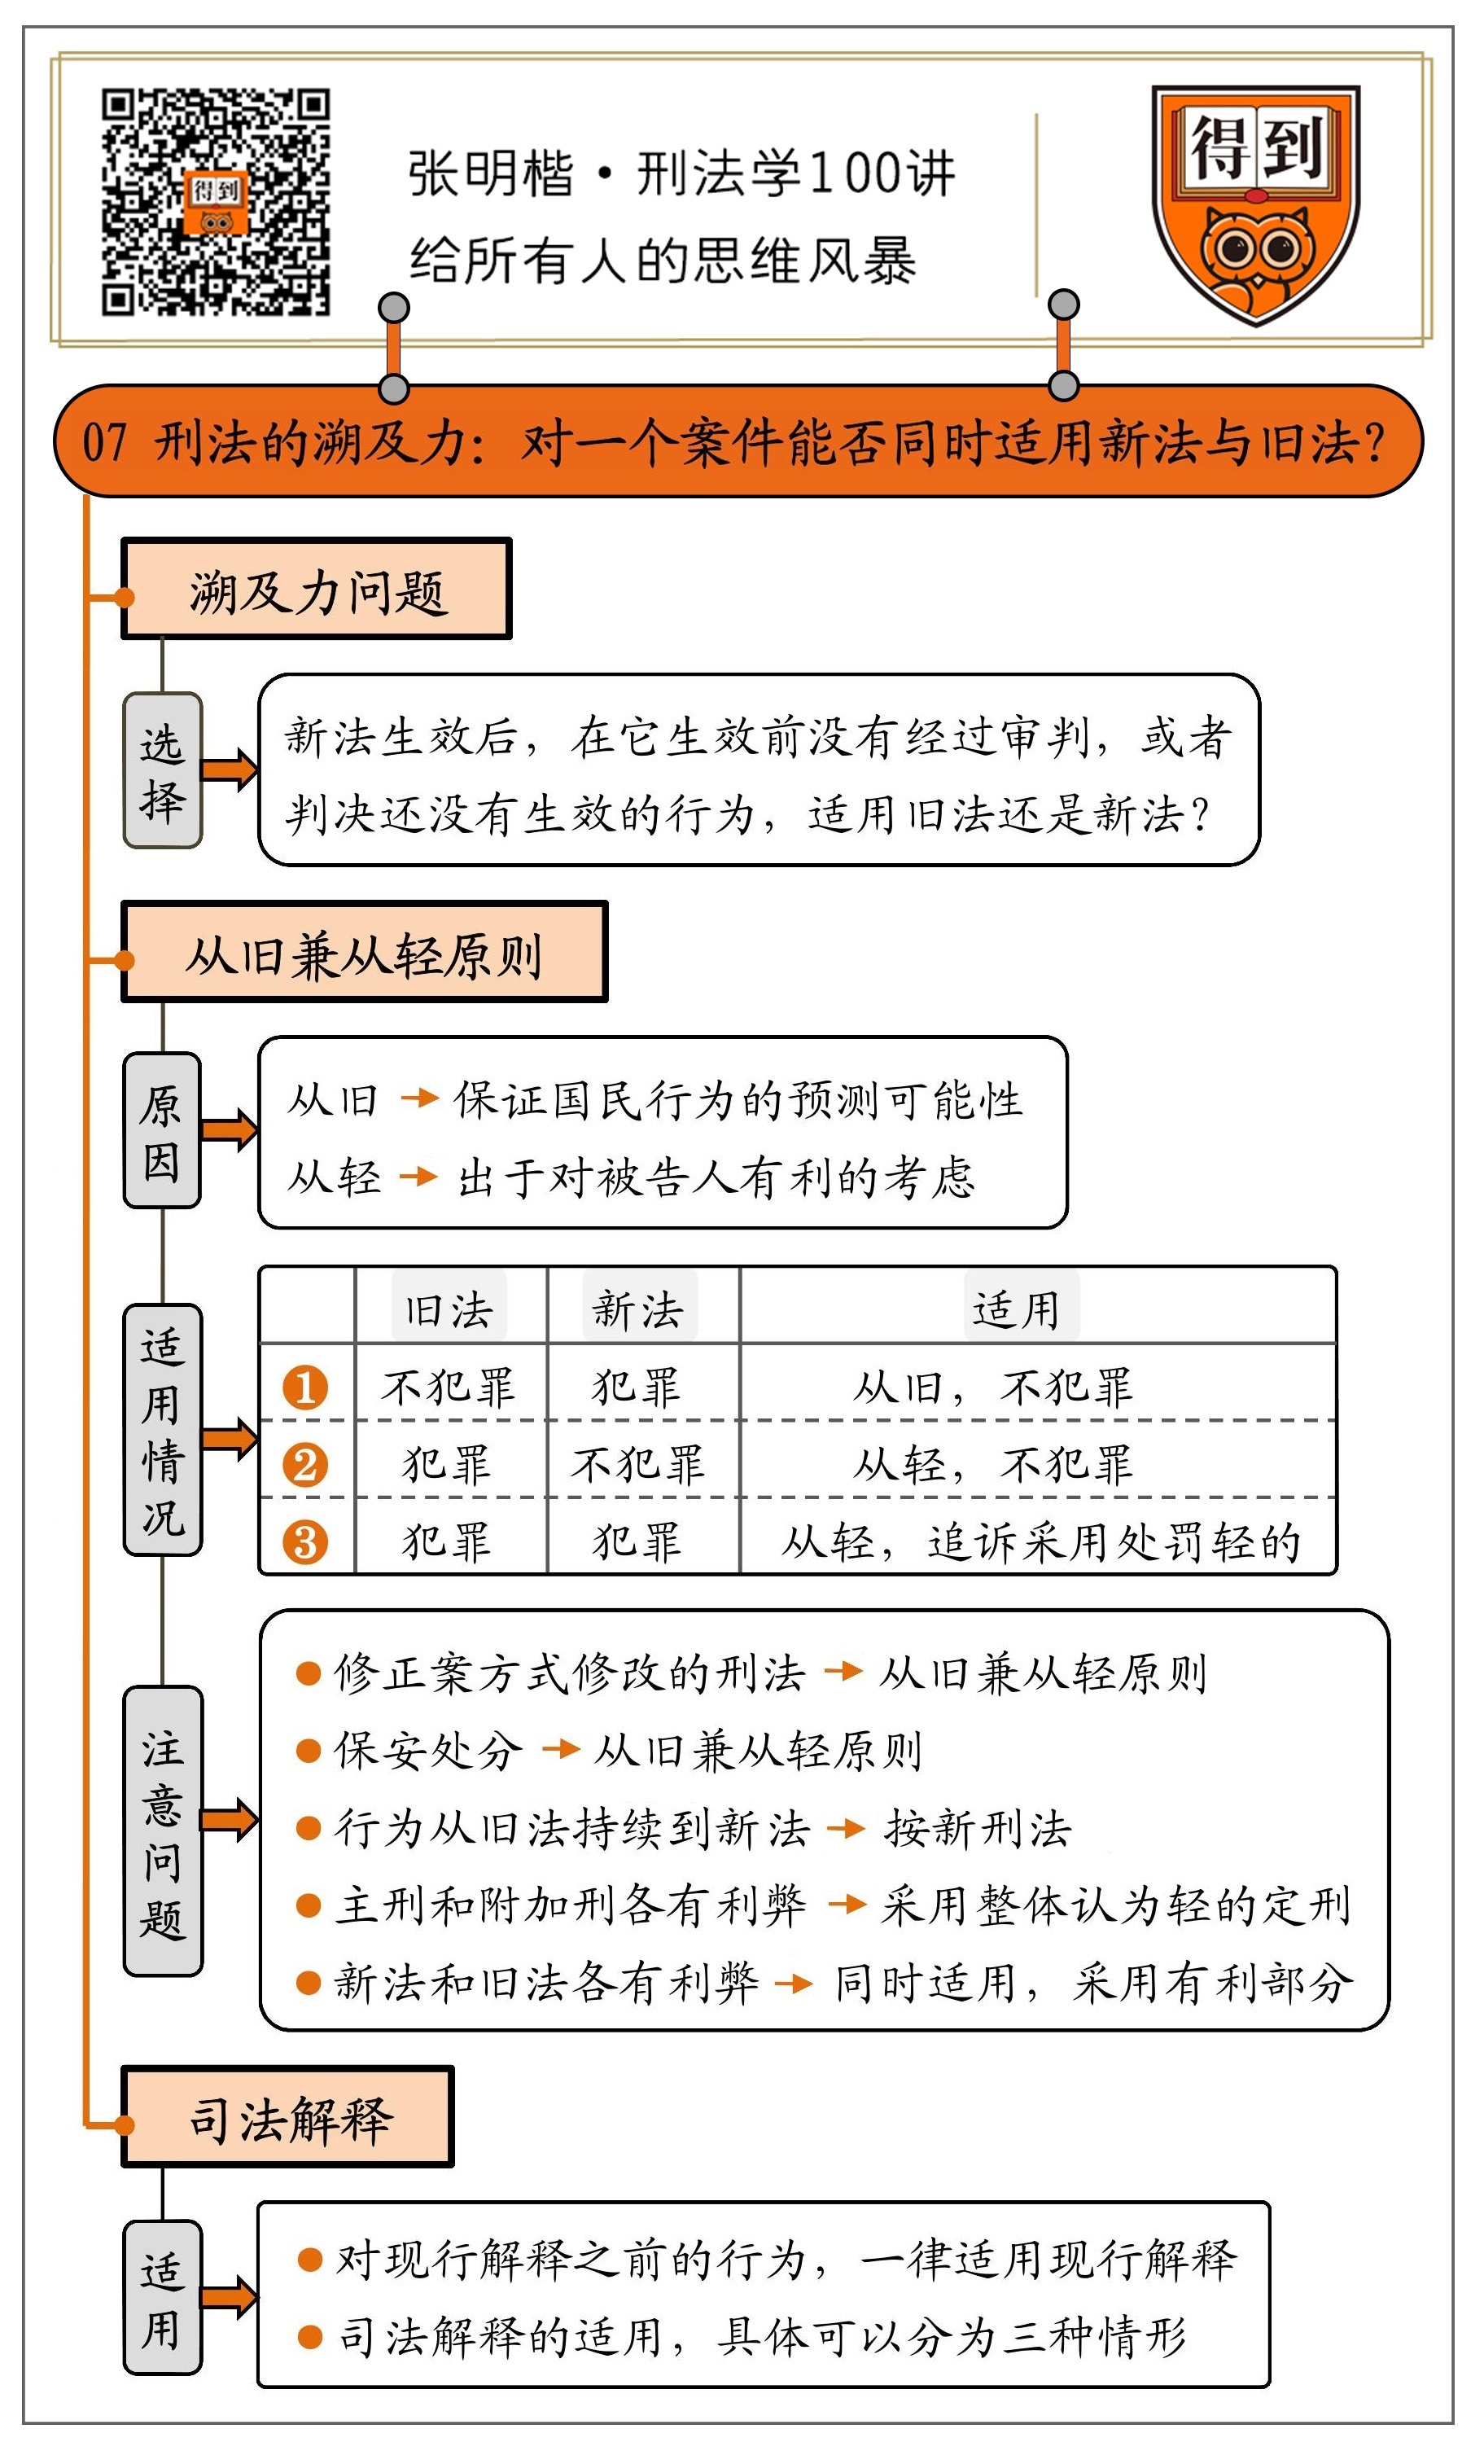 得到
张明楷·刑法学100讲
给所有人的思维风暴
得到
07 刑法的溯及力：对一个案件能否同时适用新法与旧法？
溯及力问题
选择
新法生效后，在它生效前没有经过审判，或者
判决还没有生效的行为，适用旧法还是新法？
从旧兼从轻原则
原因
从旧 → 保证国民行为的预测可能性
从轻 → 出于对被告人有利的考虑
适用情况
旧法 新法 适用
1 不犯罪 犯罪 从旧，不犯罪
2 犯罪 不犯罪 从轻，不犯罪
3 犯罪 犯罪 从轻，追诉采用处罚轻的
注意问题
● 修正案方式修改的刑法 → 从旧兼从轻原则
● 保安处分 → 从旧兼从轻原则
● 行为从旧法持续到新法 → 按新刑法
● 主刑和附加刑各有利弊 → 采用整体认为轻的定刑
● 新法和旧法各有利弊 → 同时适用，采用有利部分
司法解释
适用
● 对现行解释之前的行为，一律适用现行解释
● 司法解释的适用，具体可以分为三种情形